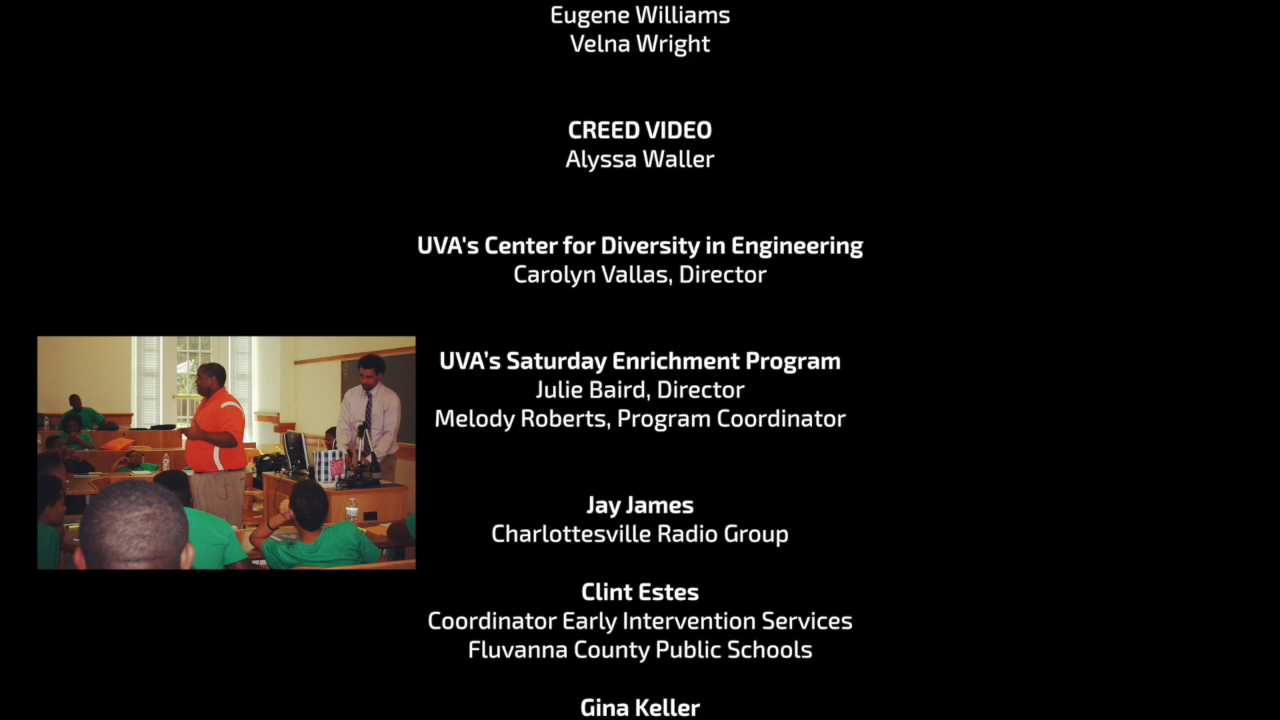 Eugene Williams
Velna Wright
CREED VIDEO
Alyssa Waller
UVA's Center for Diversity in Engineering
Carolyn Vallas, Director
UVA’s Saturday Enrichment Program
Julie Baird, Director
Melody Roberts, Program Coordinator
Jay James
Charlottesville Radio Group
Clint Estes
Coordinator Early Intervention Services
Fluvanna County Public Schools
Gina Keller